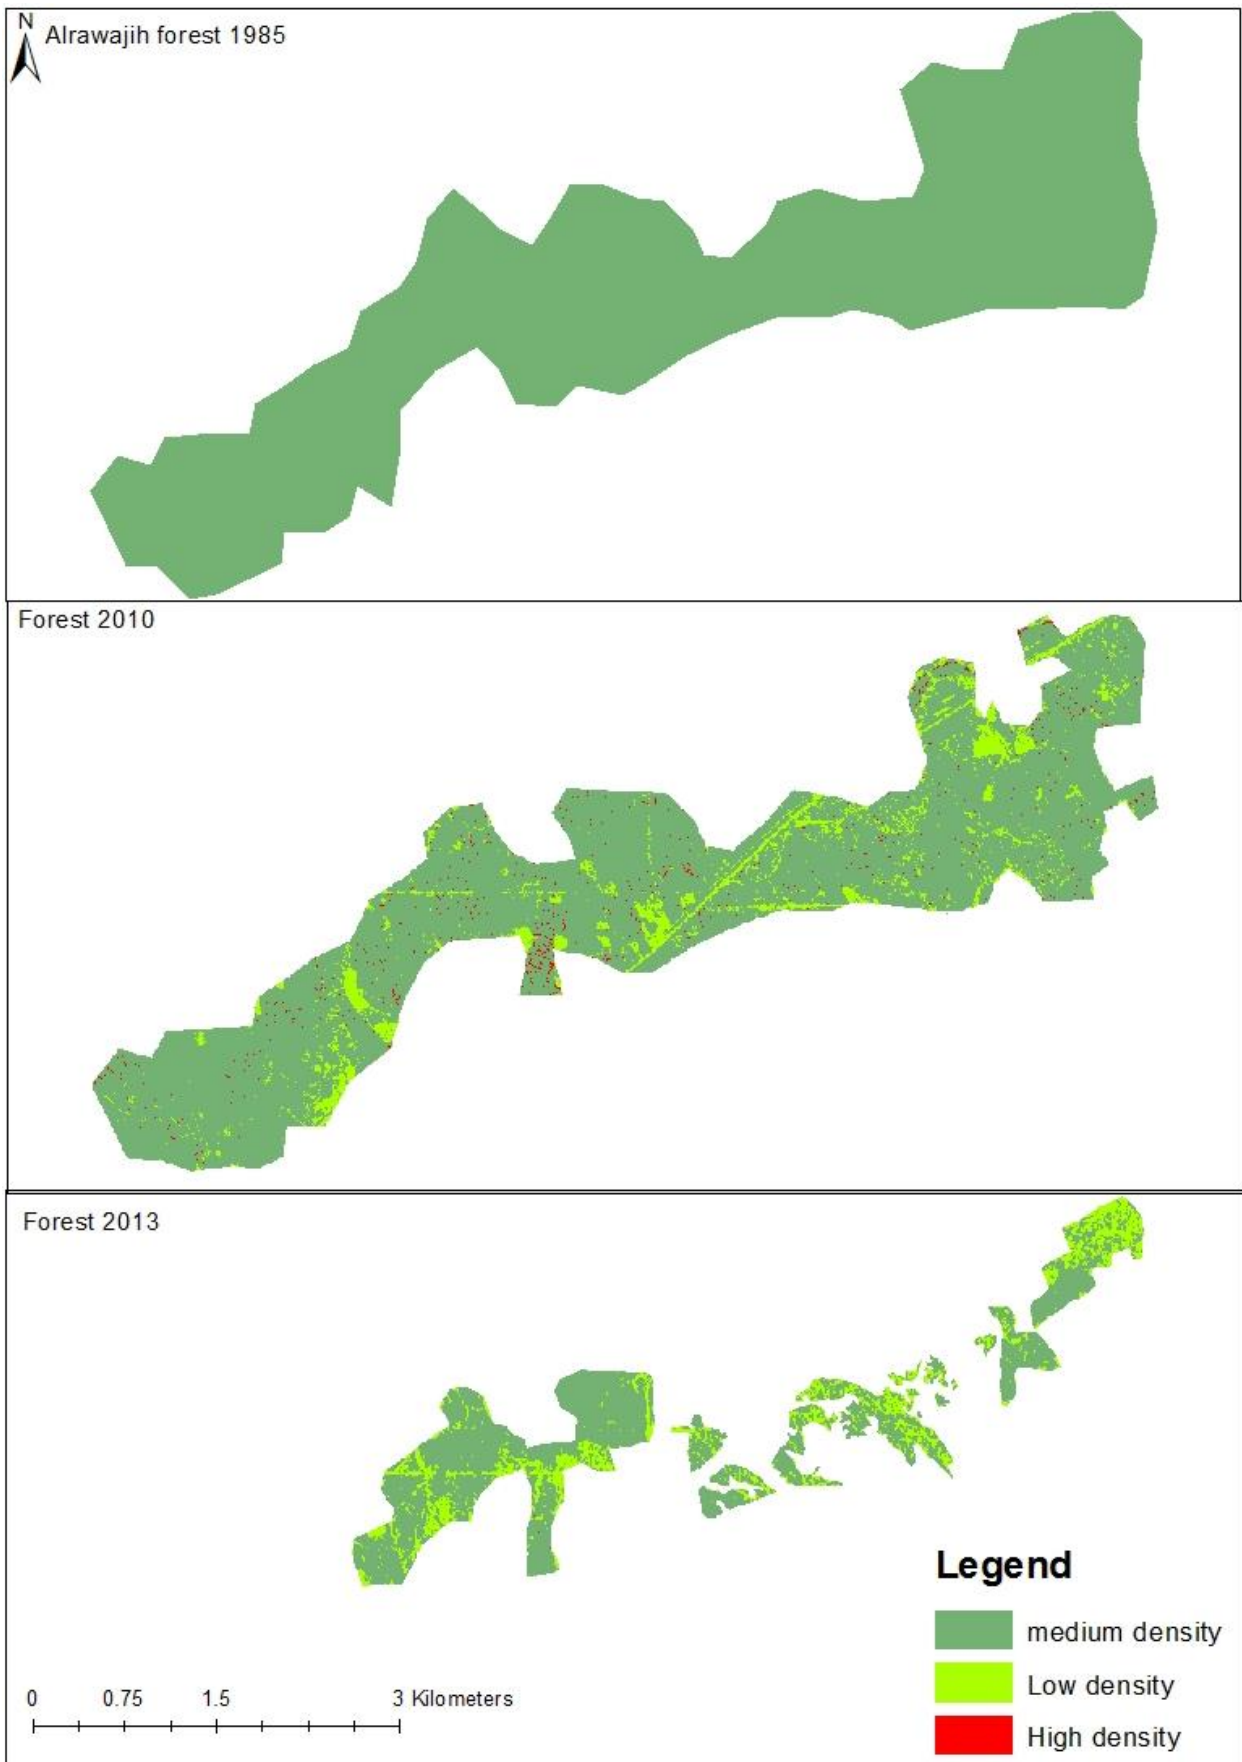 N
Alrawajih forest 1985
Forest 2010
Forest 2013
Legend
medium density
Low density
High density
0 0.75 1.5 3 Kilometers